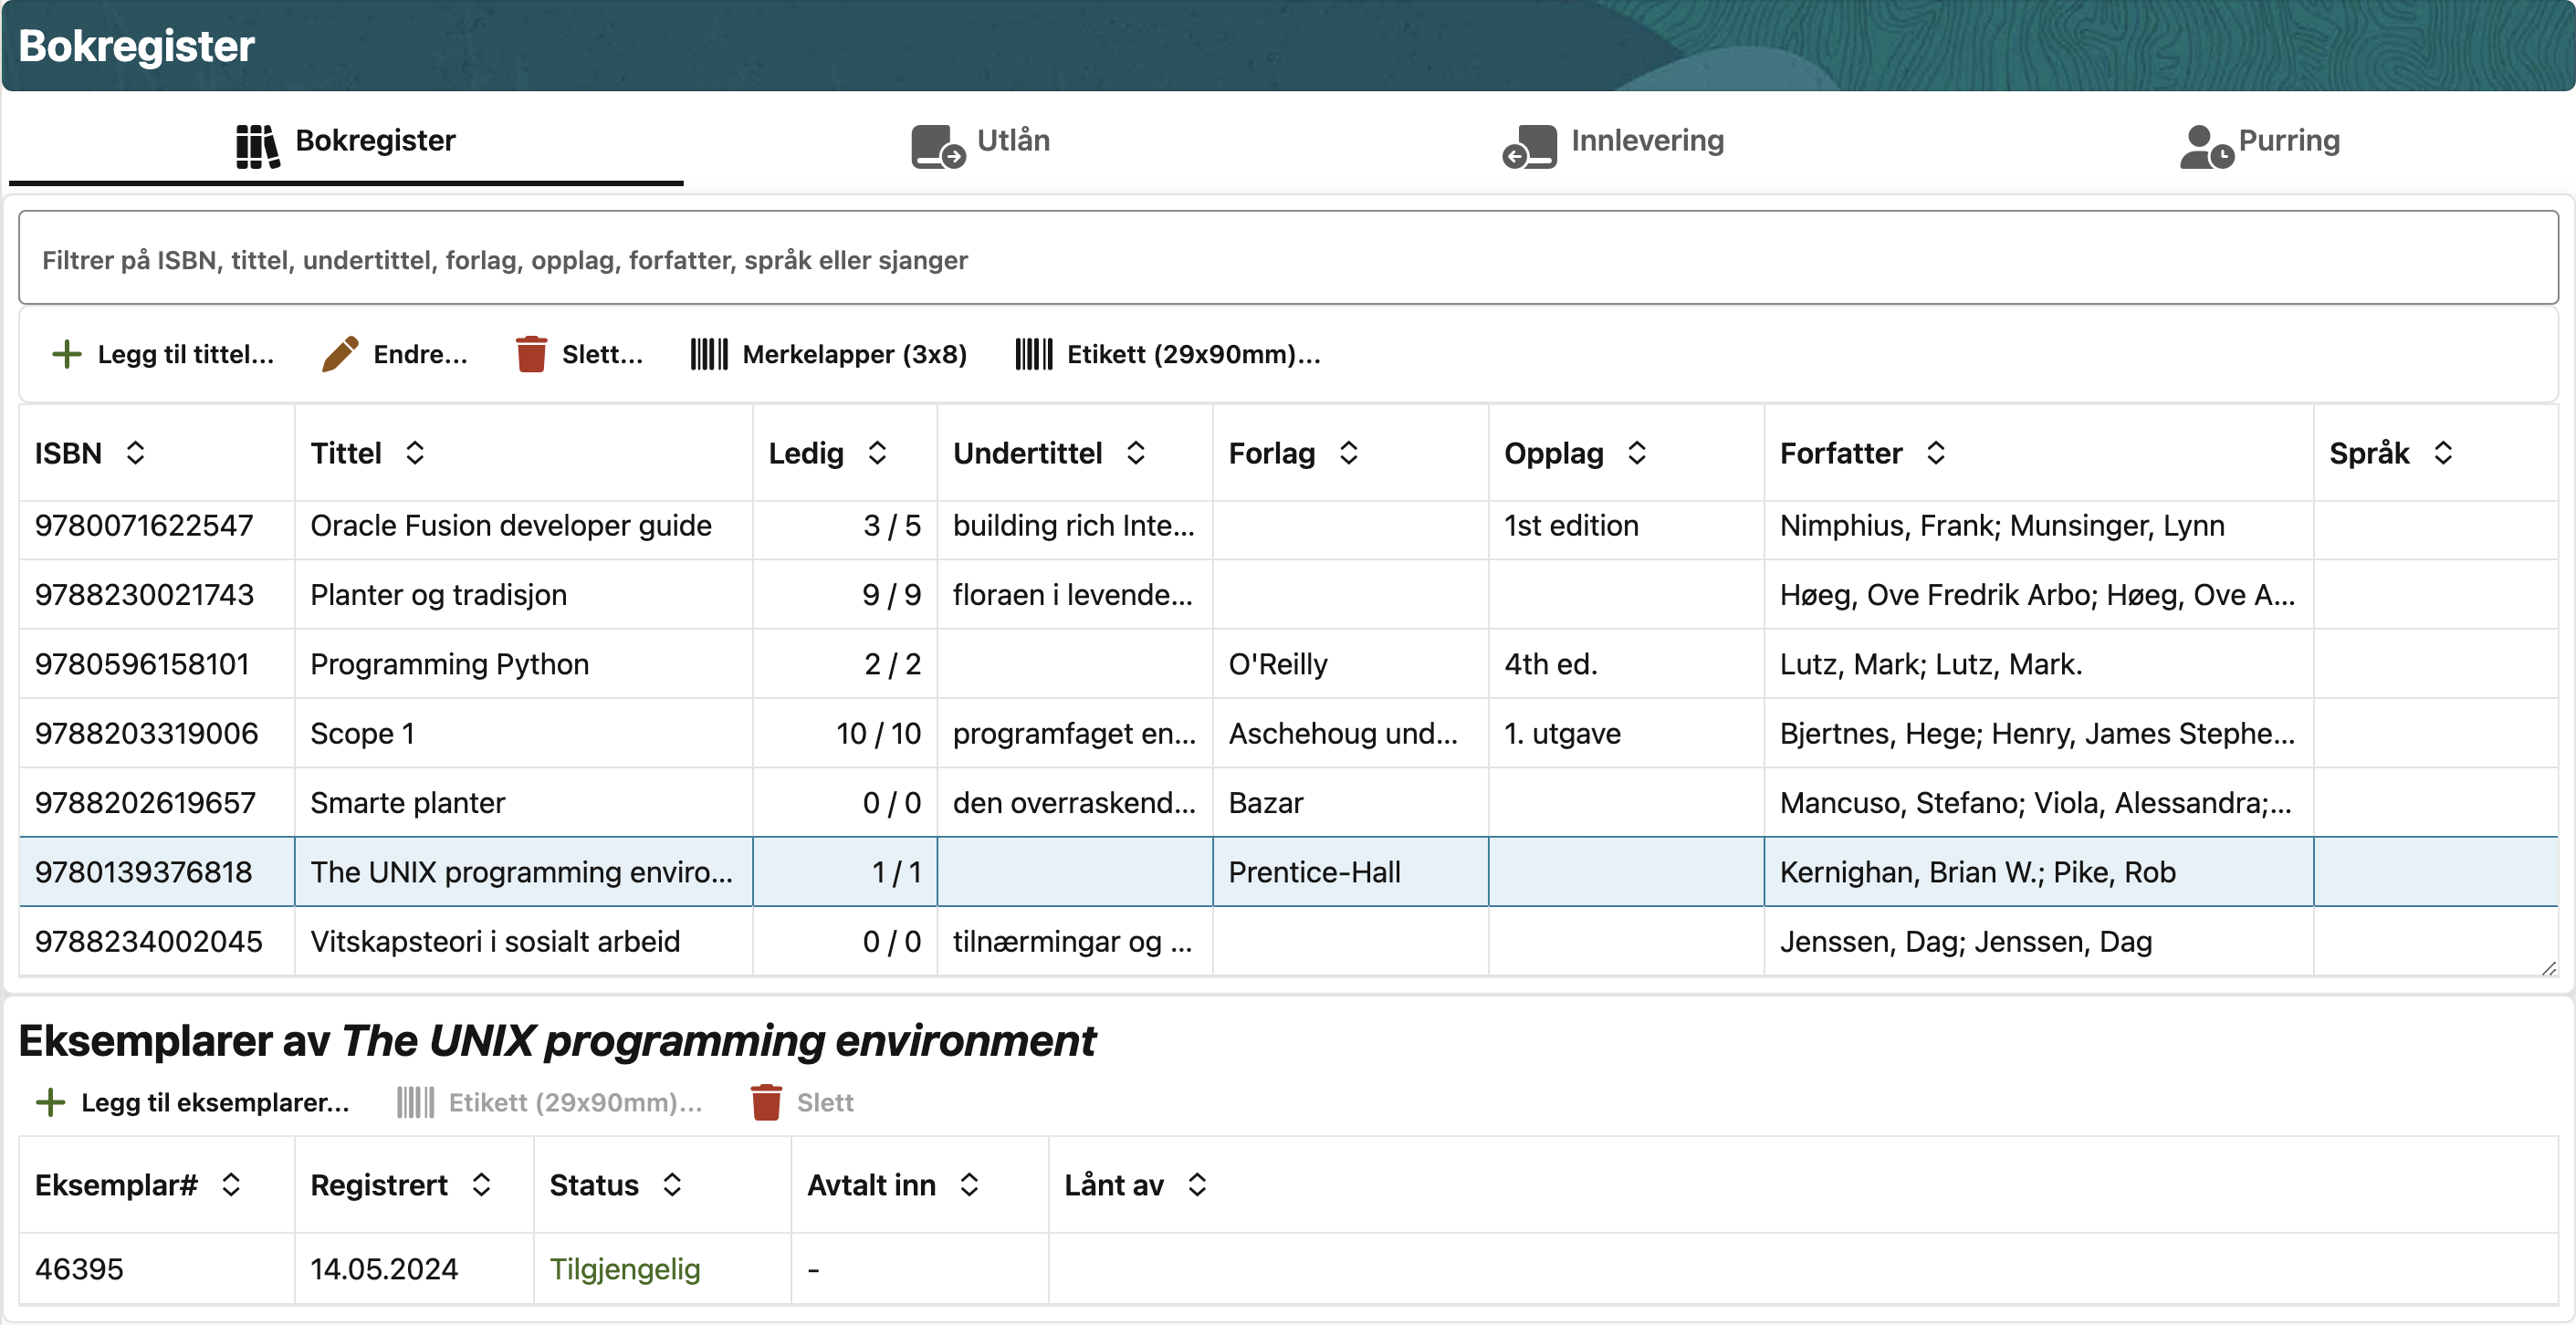 Bokregister
Bokregister Utlån Innlevering Purring
Filtrer på ISBN, tittel, undertittel, forlag, opplag, forfatter, språk eller sjanger
Legg til tittel... Endre... Slett... Merkelapper (3x8) Etikett (29x90mm)...
ISBN Tittel Ledig Undertittel Forlag Opplag Forfatter Språk
9780071622547 Oracle Fusion developer guide 3 / 5 building rich Inte... 1st edition Nimphius, Frank; Munsinger, Lynn
9788230021743 Planter og tradisjon 9 / 9 floraen i levende... Høeg, Ove Fredrik Arbo; Høeg, Ove A...
9780596158101 Programming Python 2 / 2 O'Reilly 4th ed. Lutz, Mark; Lutz, Mark.
9788203319006 Scope 1 10 / 10 programfaget en... Aschehoug und... 1. utgave Bjertnes, Hege; Henry, James Stephe...
9788202619657 Smarte planter 0 / 0 den overraskend... Bazar Mancuso, Stefano; Viola, Alessandra;...
9780139376818 The UNIX programming enviro... 1 / 1 Prentice-Hall Kernighan, Brian W.; Pike, Rob
9788234002045 Vitskapsteori i sosialt arbeid 0 / 0 tilnærmingar og ... Jenssen, Dag; Jenssen, Dag
Eksemplarer av The UNIX programming environment
Legg til eksemplarer... Etikett (29x90mm)... Slett
Eksemplar# Registrert Status Avtalt inn Lånt av
46395 14.05.2024 Tilgjengelig -